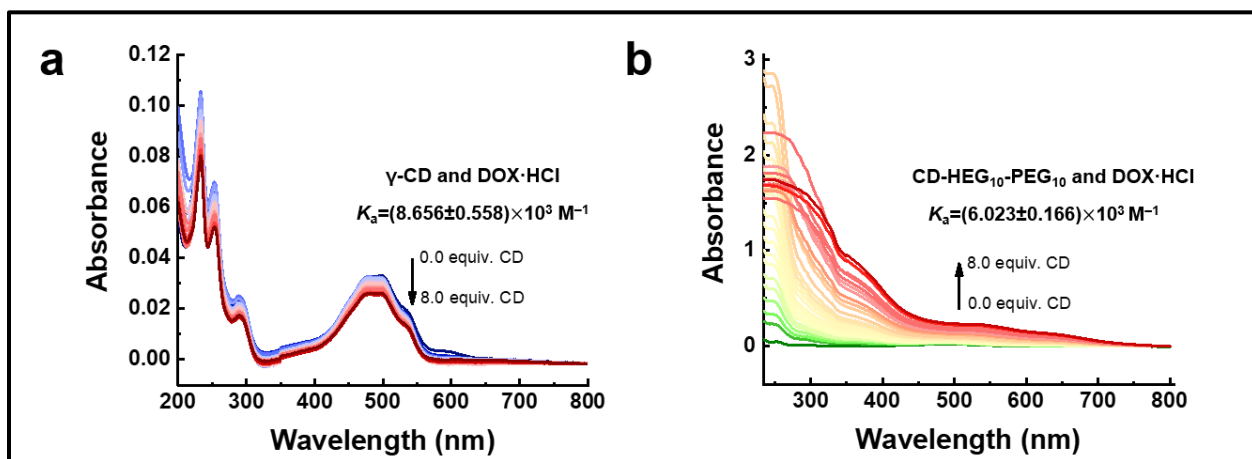 a
Absorbance
0.12
0.10
0.08
0.06
0.04
0.02
0.00
200 300 400 500 600 700 800
Wavelength (nm)
γ-CD and DOX·HCl
Kₐ=(8.656±0.558)×10³ M⁻¹
0.0 equiv. CD
8.0 equiv. CD
b
Absorbance
3
2
1
0
300 400 500 600 700 800
Wavelength (nm)
CD-HEG₁₀-PEG₁₀ and DOX·HCl
Kₐ=(6.023±0.166)×10³ M⁻¹
8.0 equiv. CD
0.0 equiv. CD